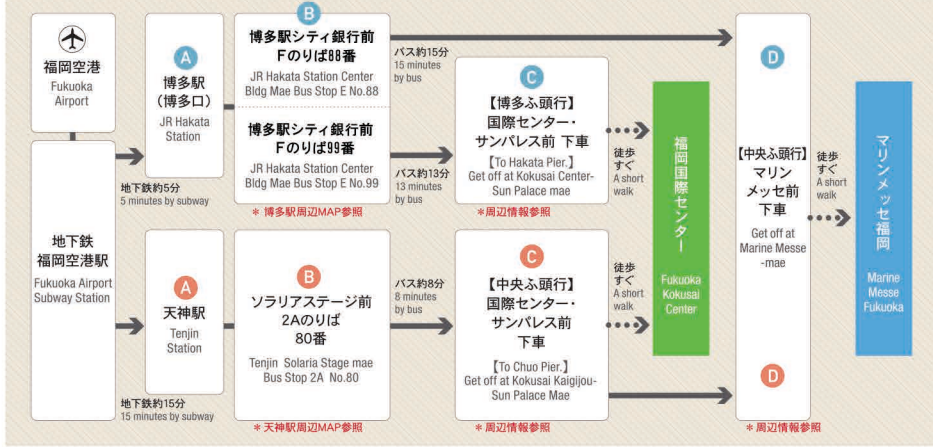 福岡空港
Fukuoka
Airport
地下鉄
福岡空港駅
Fukuoka Airport
Subway Station
地下鉄約5分
5 minutes by subway
地下鉄約15分
15 minutes by subway
A
博多駅
(博多口)
JR Hakata
Station
A
天神駅
Tenjin
Station
B
博多駅シティ銀行前
Fのりば88番
JR Hakata Station Center
Bldg Mae Bus Stop E No.88
博多駅シティ銀行前
Fのりば99番
JR Hakata Station Center
Bldg Mae Bus Stop E No.99
*博多駅周辺MAP参照
B
ソラリアステージ前
2Aのりば
80番
Tenjin Solaria Stage mae
Bus Stop 2A No.80
*天神駅周辺MAP参照
バス約15分
15 minutes
by bus
バス約13分
13 minutes
by bus
バス約8分
8 minutes
by bus
C
【博多ふ頭行】
国際センター・
サンパレス前 下車
【To Hakata Pier.】
Get off at Kokusai Center-
Sun Palace mae
*周辺情報参照
C
【中央ふ頭行】
国際センター・
サンパレス前
下車
【To Chuo Pier.】
Get off at Kokusai Kaigijou-
Sun Palace Mae
*周辺情報参照
徒歩
すぐ
A short
walk
徒歩
すぐ
A short
walk
福岡国際センター
Fukuoka
Kokusai
Center
D
【中央ふ頭行】
マリン
メッセ前
下車
Get off at
Marine Messe
-mae
D
*周辺情報参照
徒歩
すぐ
A short
walk
マリンメッセ福岡
Marine
Messe
Fukuoka